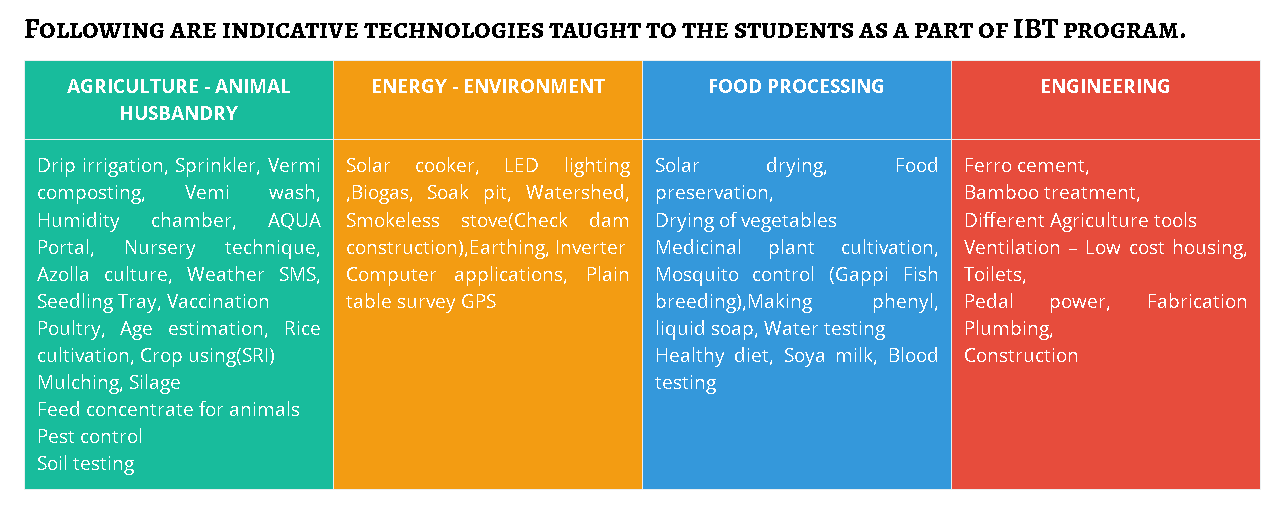 Following are indicative technologies taught to the students as a part of IBT program.
AGRICULTURE - ANIMAL
HUSBANDRY
Drip irrigation, Sprinkler, Vermi
composting, Vemi wash,
Humidity chamber, AQUA
Portal, Nursery technique,
Azolla culture, Weather SMS,
Seedling Tray, Vaccination
Poultry, Age estimation, Rice
cultivation, Crop using(SRI)
Mulching, Silage
Feed concentrate for animals
Pest control
Soil testing
ENERGY - ENVIRONMENT
Solar cooker, LED lighting
,Biogas, Soak pit, Watershed,
Smokeless stove(Check dam
construction),Earthing, Inverter
Computer applications, Plain
table survey GPS
FOOD PROCESSING
Solar drying, Food
preservation,
Drying of vegetables
Medicinal plant cultivation,
Mosquito control (Gappi Fish
breeding),Making phenyl,
liquid soap, Water testing
Healthy diet, Soya milk, Blood
testing
ENGINEERING
Ferro cement,
Bamboo treatment,
Different Agriculture tools
Ventilation – Low cost housing,
Toilets,
Pedal power, Fabrication
Plumbing,
Construction